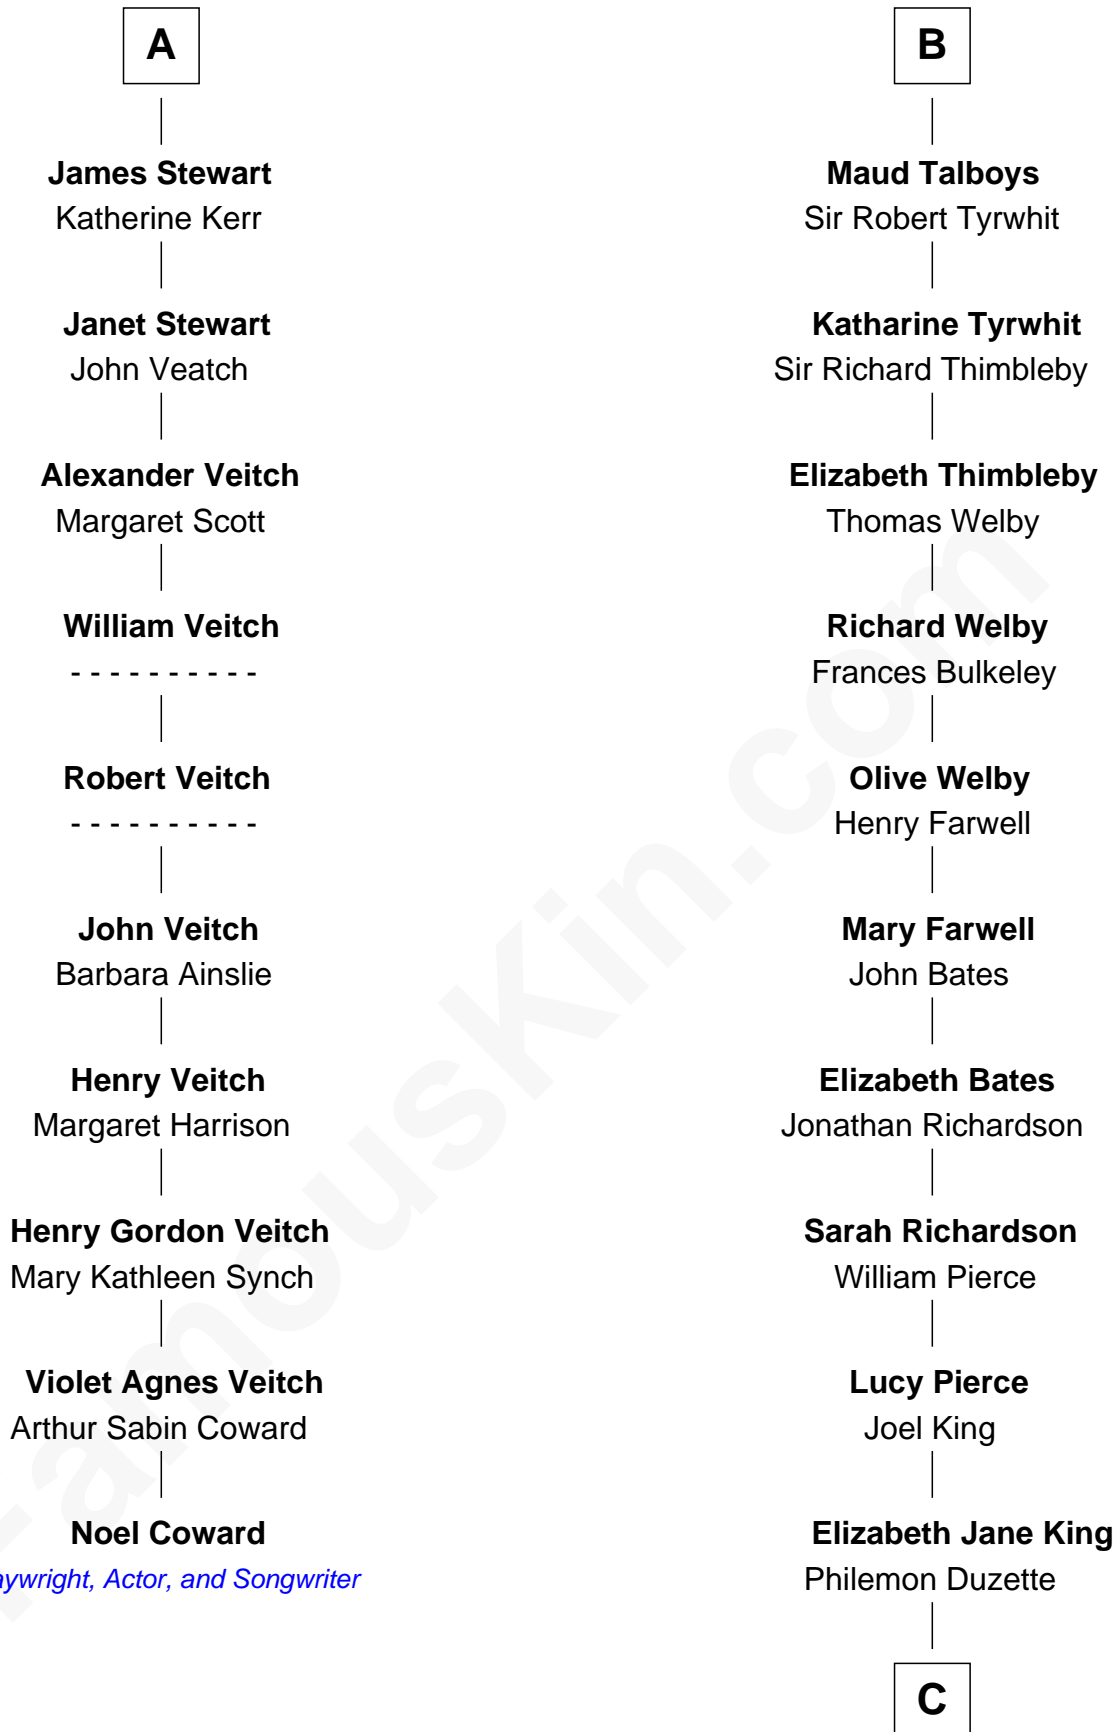 A
James Stewart
Katherine Kerr
Janet Stewart
John Veatch
Alexander Veitch
Margaret Scott
William Veitch
- - - - - - - - - -
Robert Veitch
- - - - - - - - - -
John Veitch
Barbara Ainslie
Henry Veitch
Margaret Harrison
Henry Gordon Veitch
Mary Kathleen Synch
Violet Agnes Veitch
Arthur Sabin Coward
Noel Coward
aywright, Actor, and Songwriter
B
Maud Talboys
Sir Robert Tyrwhit
Katharine Tyrwhit
Sir Richard Thimbleby
Elizabeth Thimbleby
Thomas Welby
Richard Welby
Frances Bulkeley
Olive Welby
Henry Farwell
Mary Farwell
John Bates
Elizabeth Bates
Jonathan Richardson
Sarah Richardson
William Pierce
Lucy Pierce
Joel King
Elizabeth Jane King
Philemon Duzette
C
FamousKin.com